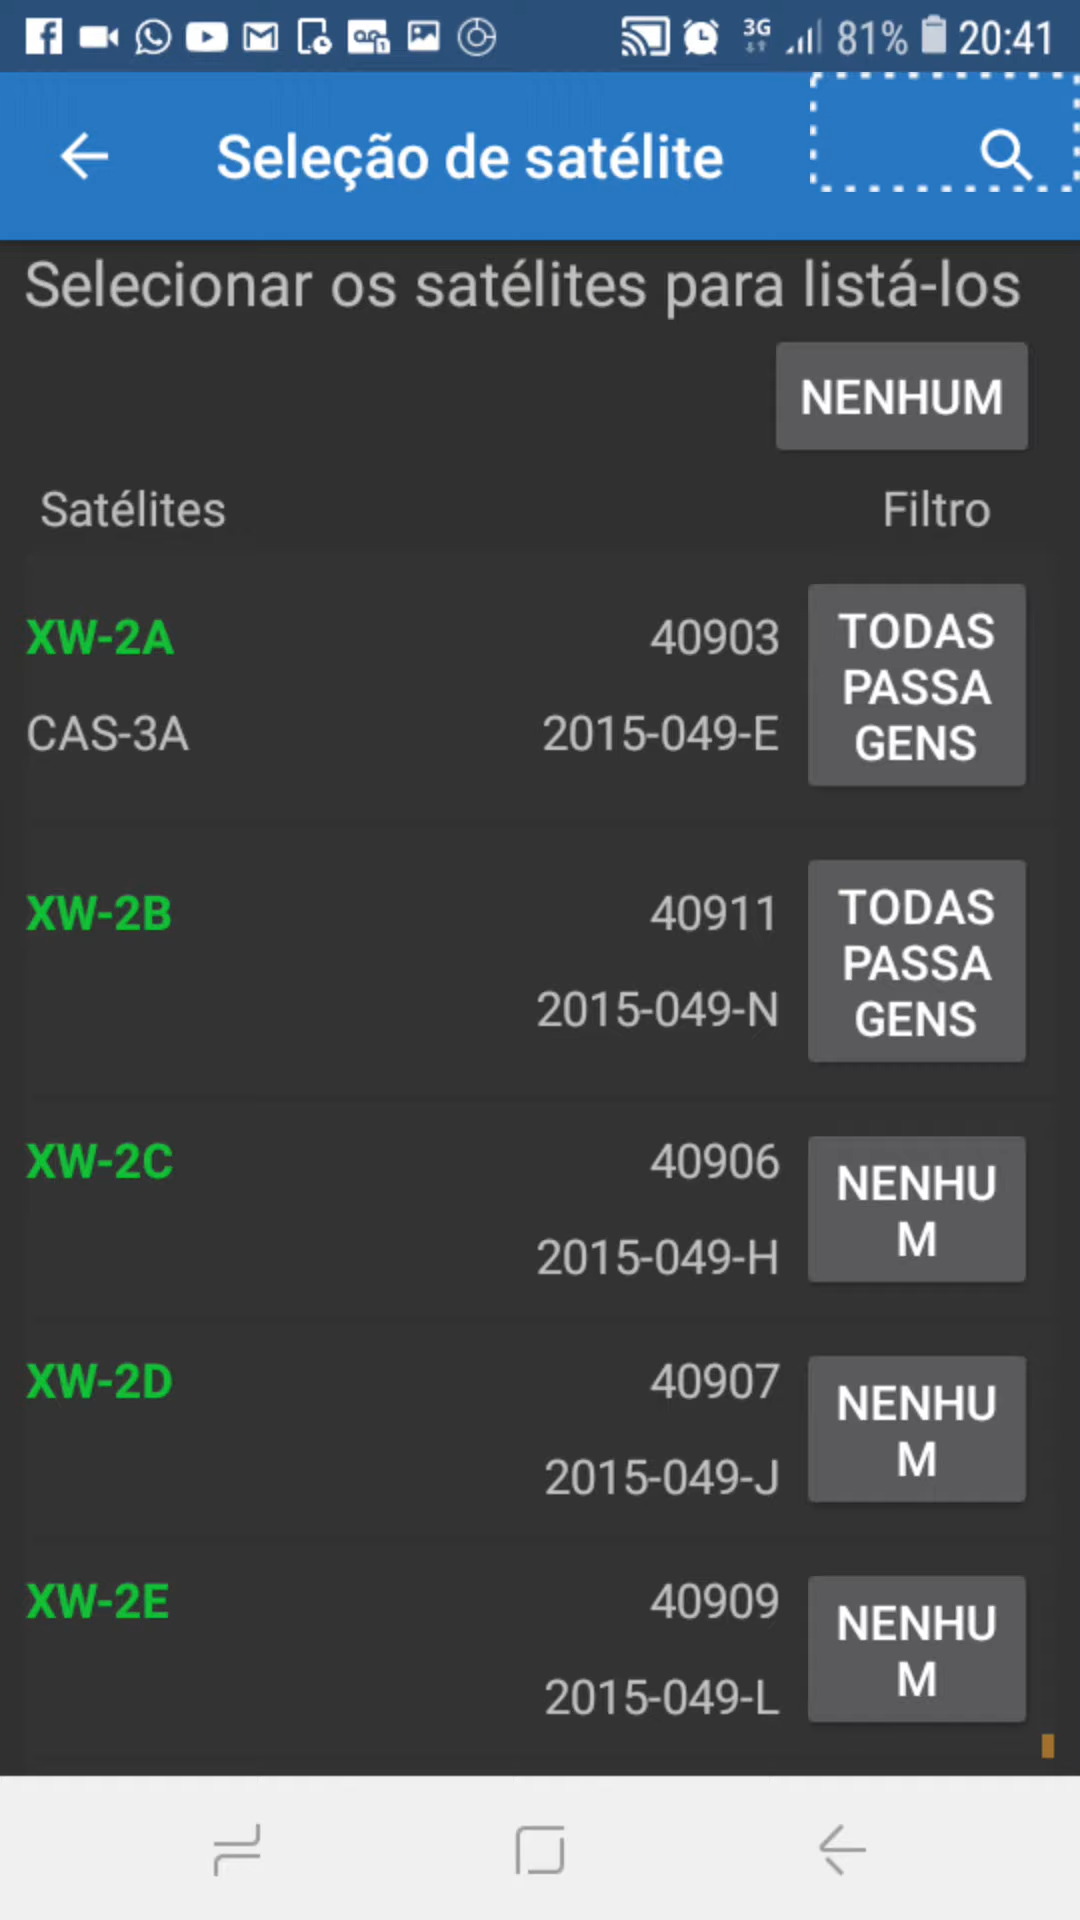 3G 81% 20:41
Seleção de satélite
Selecionar os satélites para listá-los
NENHUM
Satélites Filtro
XW-2A 40903 TODAS
PASSA
CAS-3A 2015-049-E GENS
XW-2B 40911 TODAS
PASSA
2015-049-N GENS
XW-2C 40906 NENHU
2015-049-H M
XW-2D 40907 NENHU
2015-049-J M
XW-2E 40909 NENHU
2015-049-L M